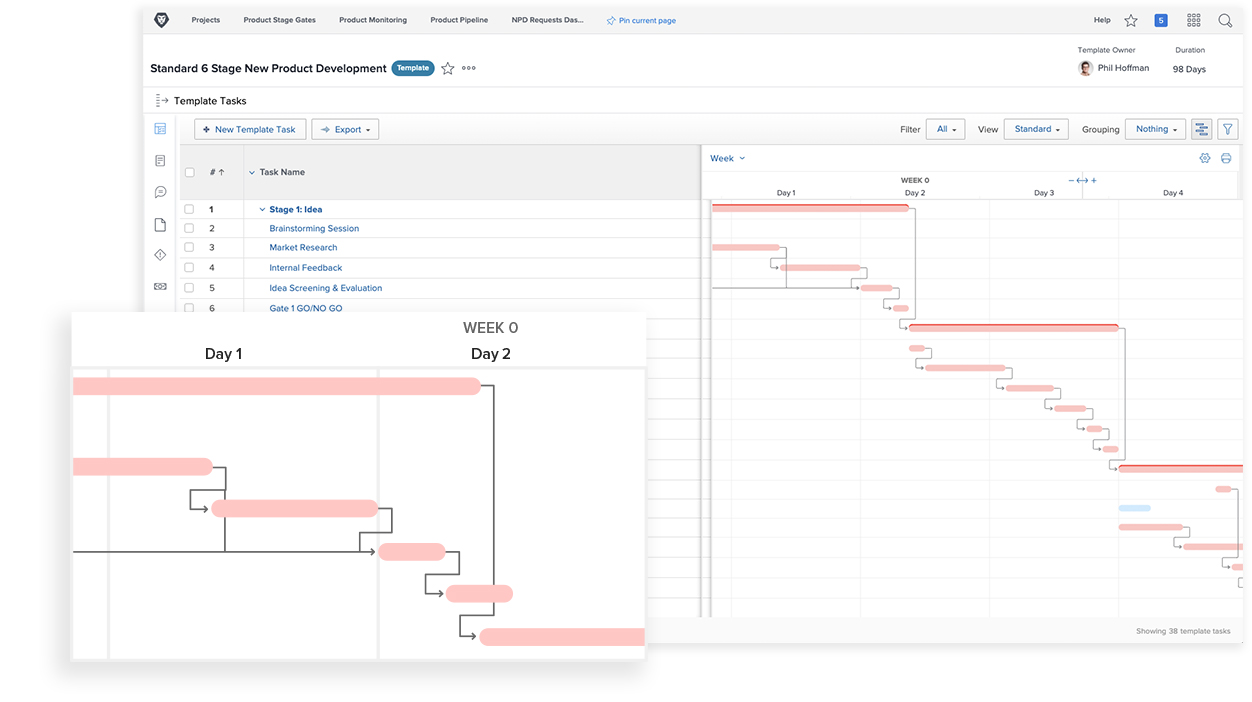 Projects Product Stage Gates Product Monitoring Product Pipeline NPD Requests Das... Pin current page Help 5
Template Owner Duration
Standard 6 Stage New Product Development Template Phil Hoffman 98 Days
Template Tasks
New Template Task Export Filter All View Standard Grouping Nothing
Week
# Task Name
WEEK 0
Day 1 Day 2 Day 3 Day 4
1 Stage 1: Idea
2 Brainstorming Session
3 Market Research
4 Internal Feedback
5 Idea Screening & Evaluation
6 Gate 1 GO/NO GO
WEEK 0
Day 1 Day 2
Showing 38 template tasks